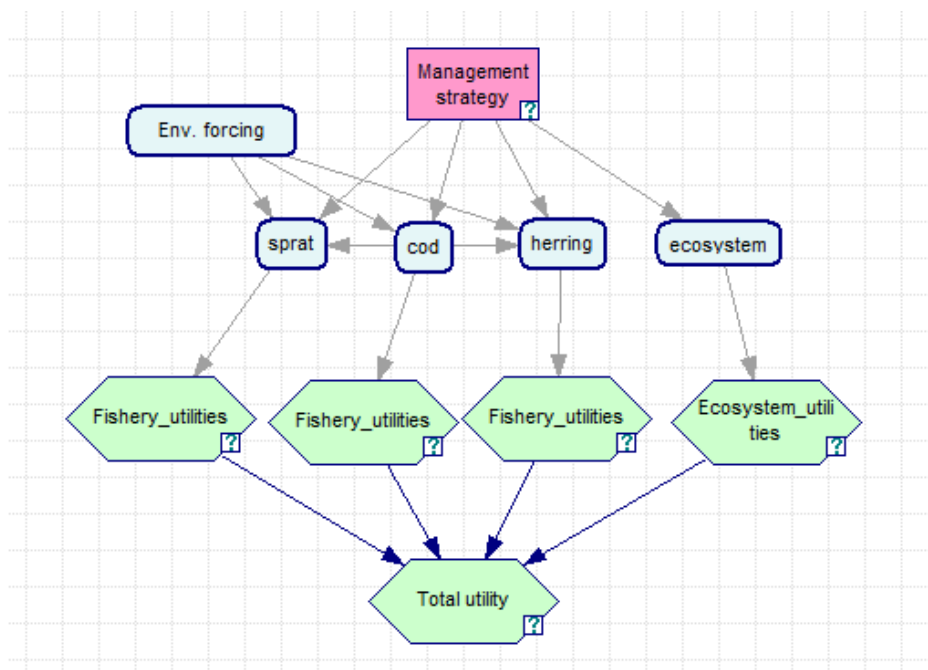 Management
strategy
?
Env. forcing
sprat
cod
herring
ecosystem
Fishery_utilities
?
Fishery_utilities
?
Fishery_utilities
?
Ecosystem_utili
ties
?
Total utility
?